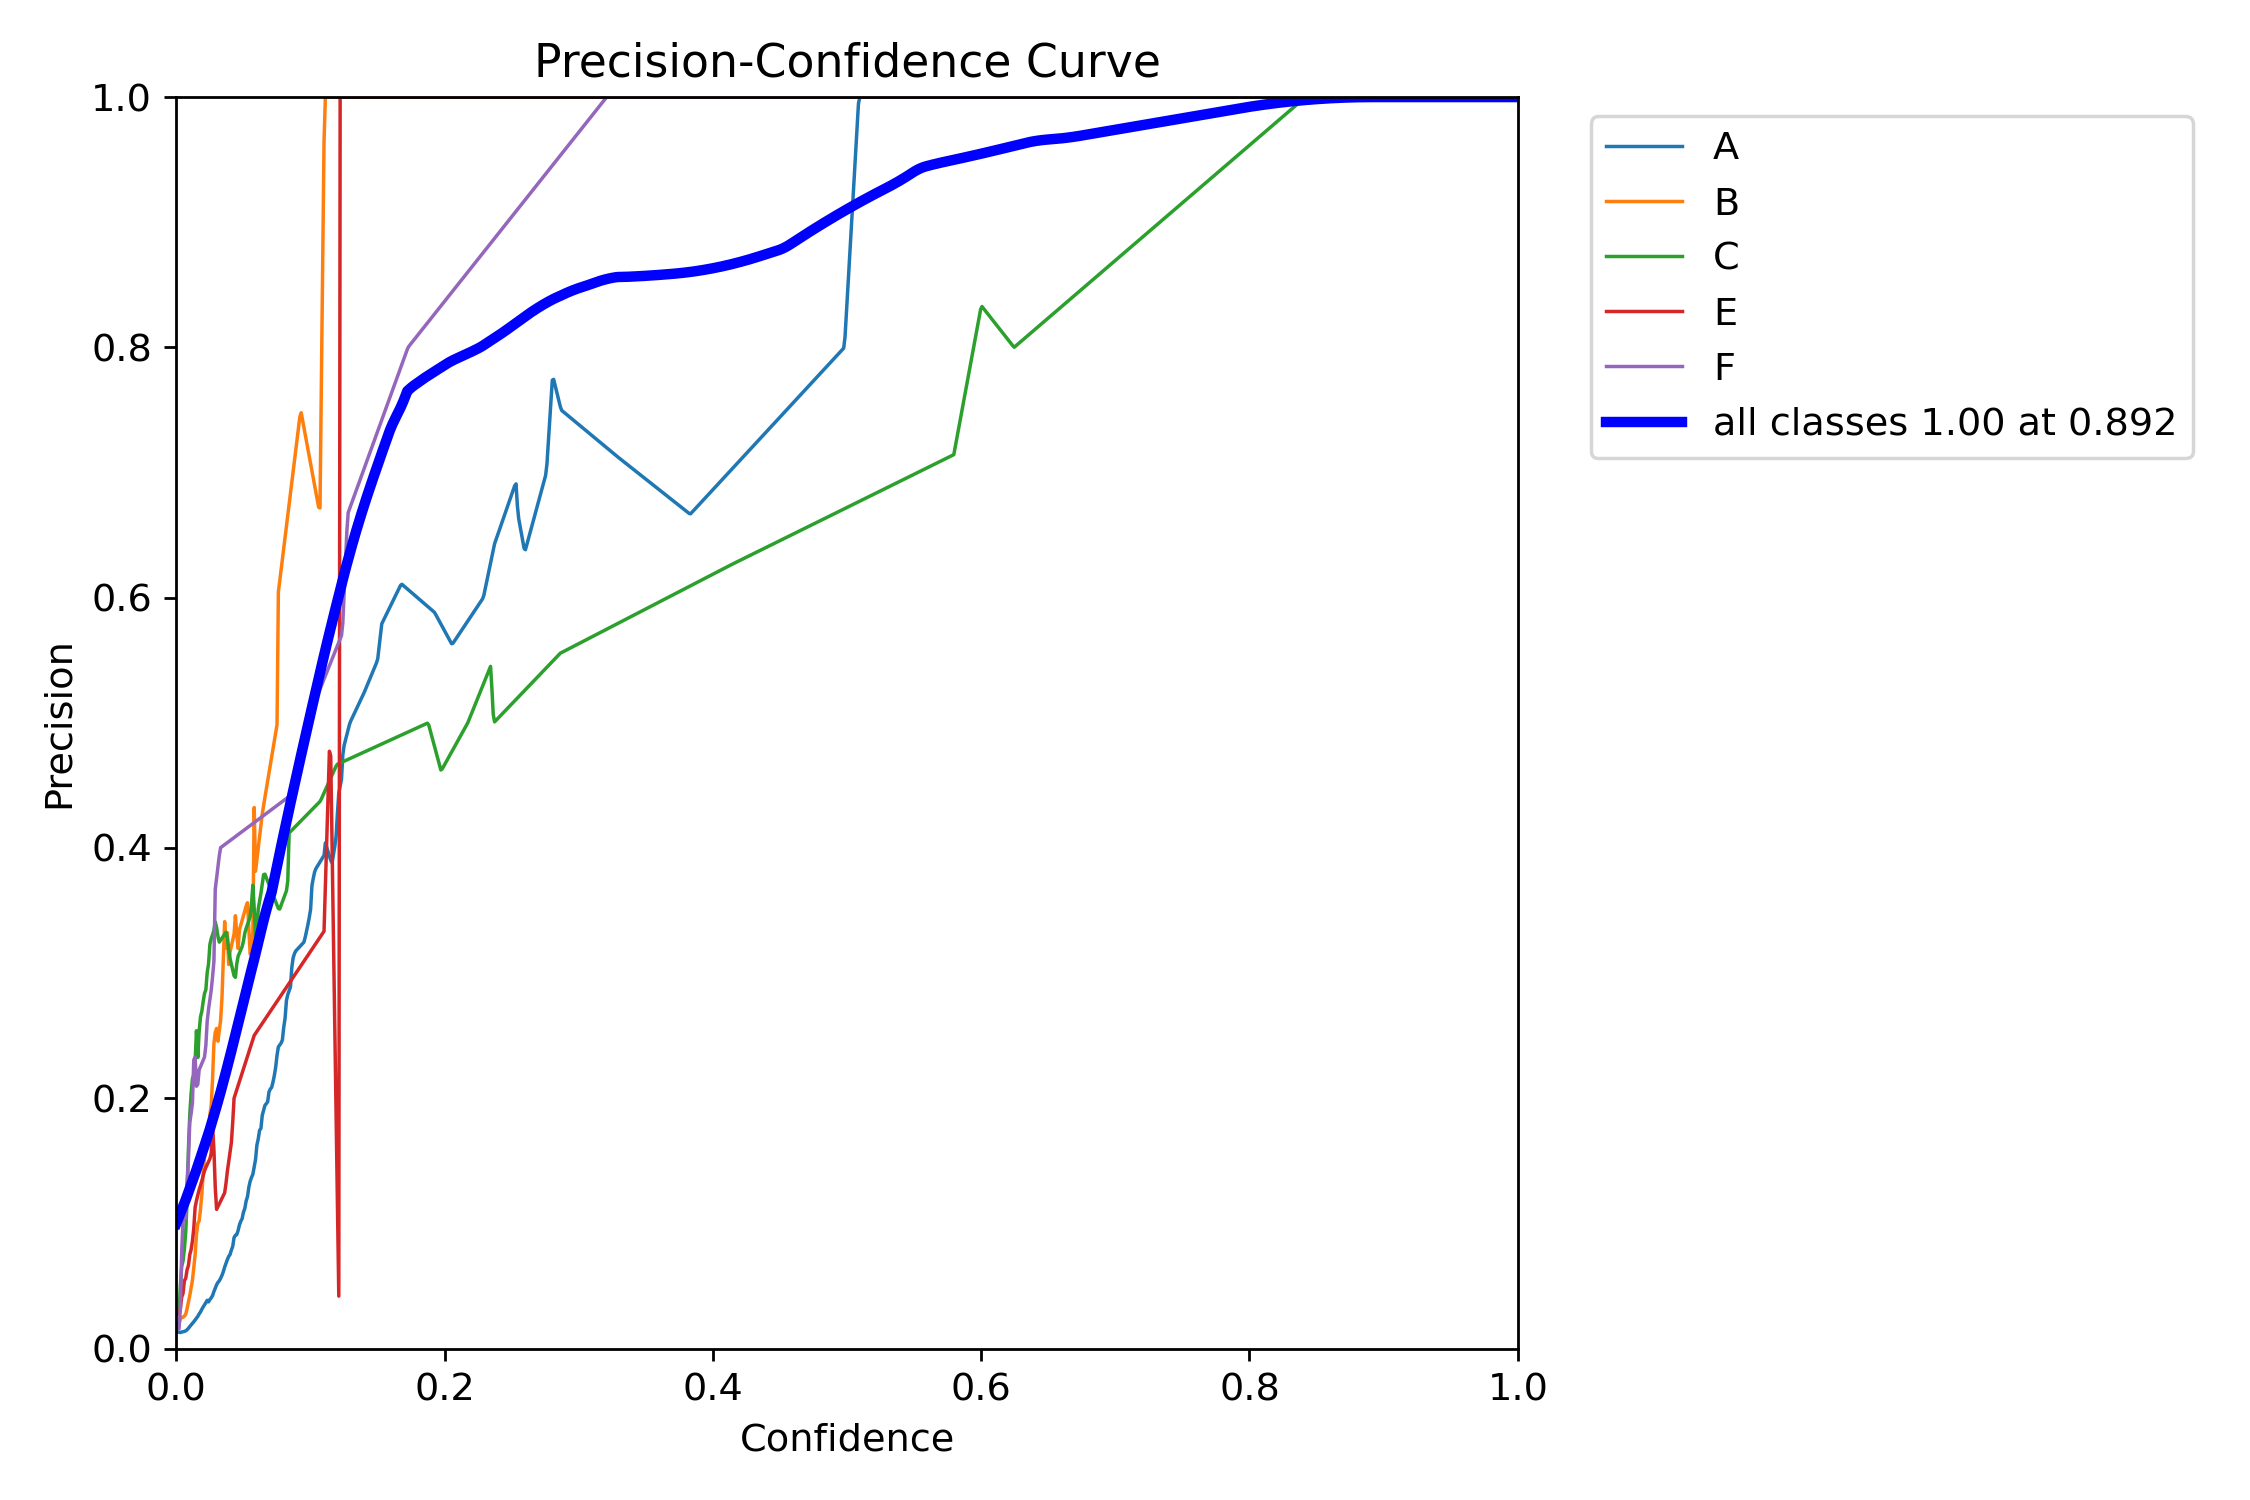 Precision-Confidence Curve
1.0
0.8
0.6
0.4
0.2
0.0
Precision
0.0 0.2 0.4 0.6 0.8 1.0
Confidence
A
B
C
E
F
all classes 1.00 at 0.892